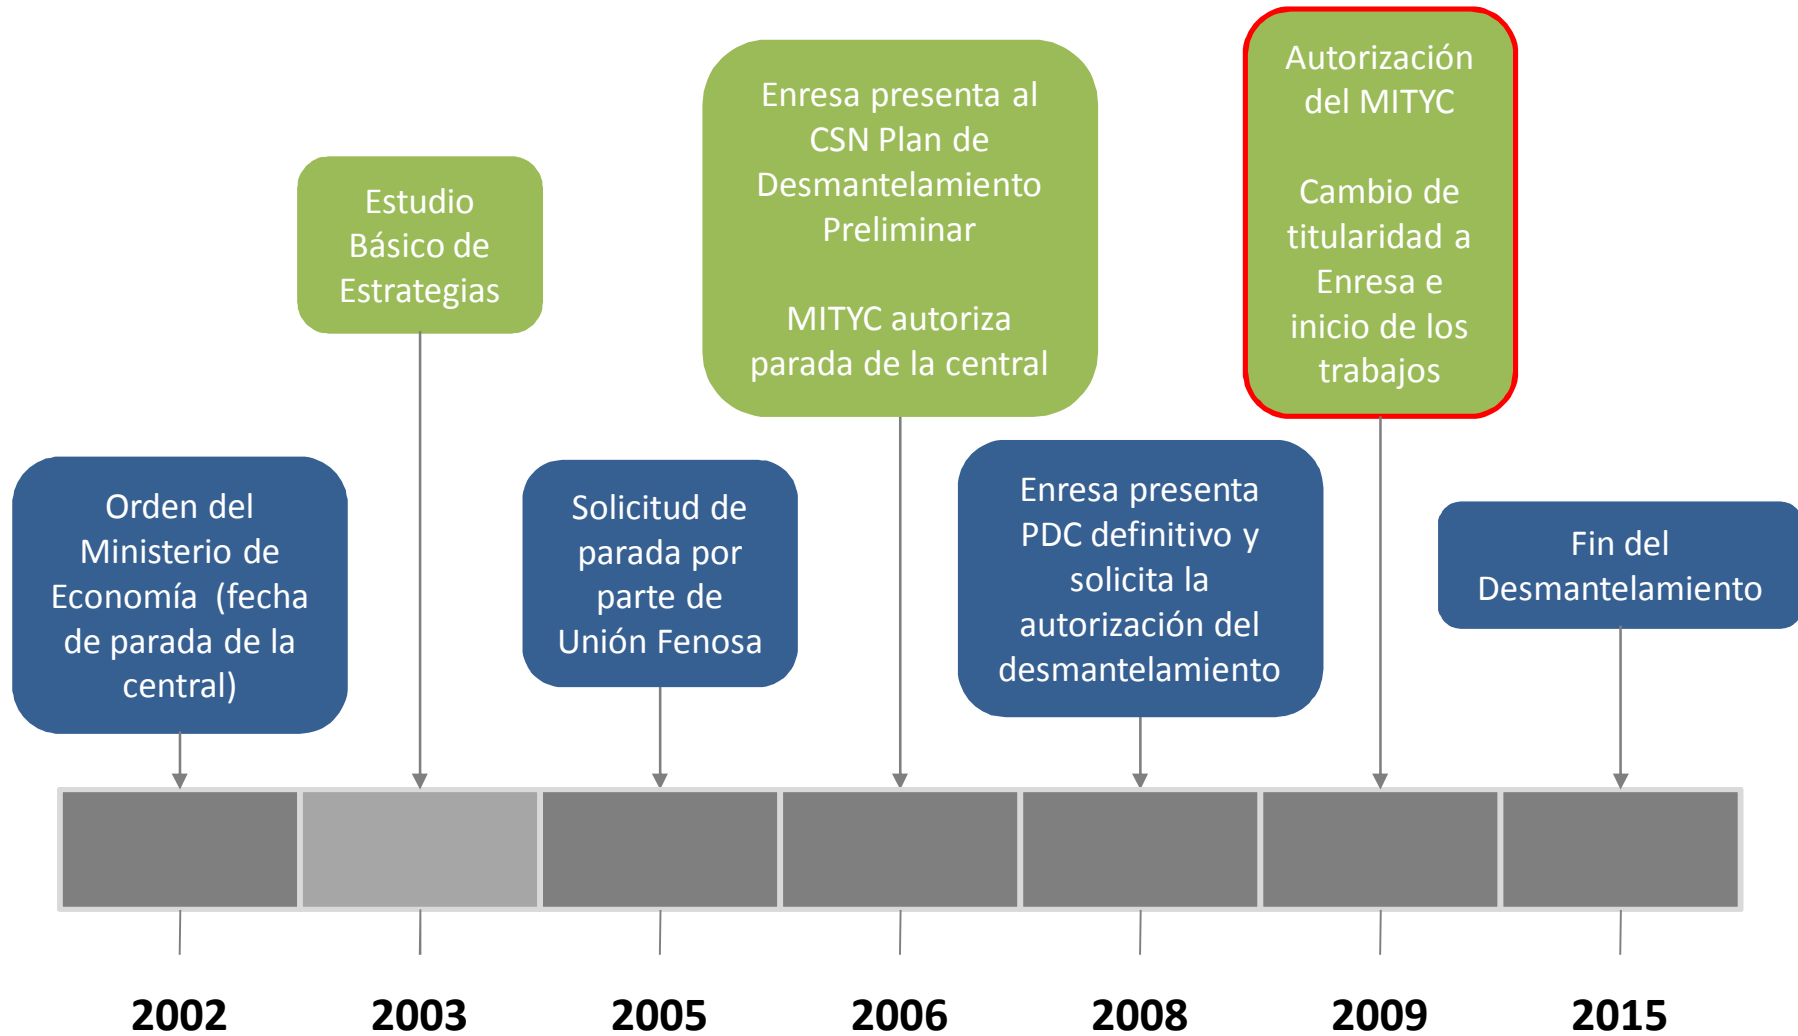 Orden del
Ministerio de
Economía (fecha
de parada de la
central)
Estudio
Básico de
Estrategias
Solicitud de
parada por
parte de
Unión Fenosa
Enresa presenta al
CSN Plan de
Desmantelamiento
Preliminar
MITYC autoriza
parada de la central
Enresa presenta
PDC definitivo y
solicita la
autorización del
desmantelamiento
Autorización
del MITYC
Cambio de
titularidad a
Enresa e
inicio de los
trabajos
Fin del
Desmantelamiento
2002
2003
2005
2006
2008
2009
2015